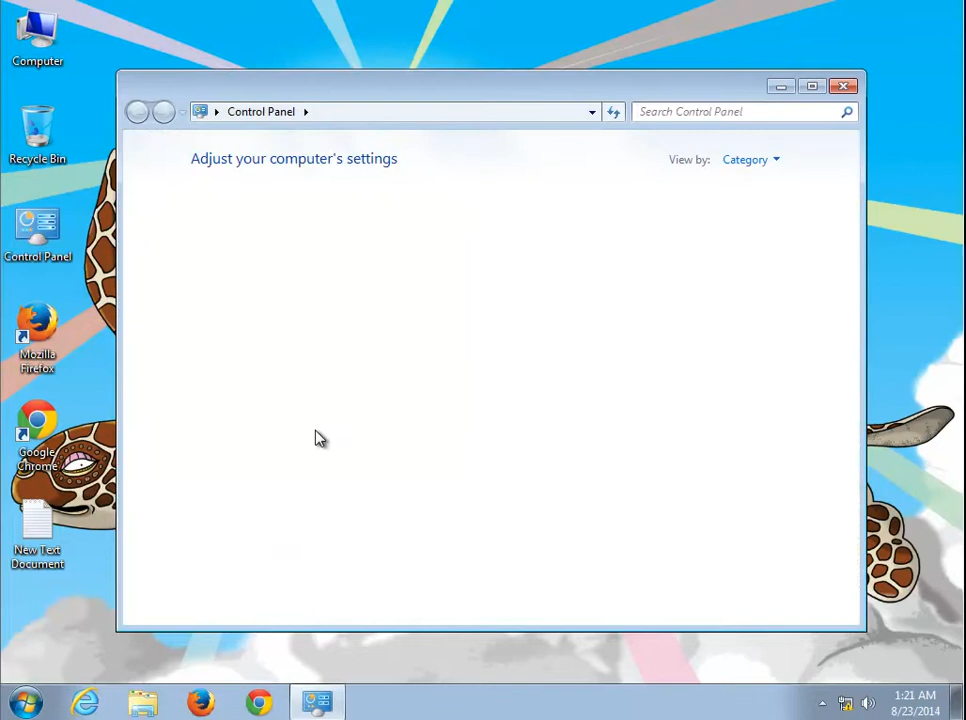 Computer
Recycle Bin
Control Panel
Mozilla
Firefox
Google
Chrome
New Text
Document
Control Panel
Search Control Panel
Adjust your computer's settings
View by:
Category
1:21 AM
8/23/2014